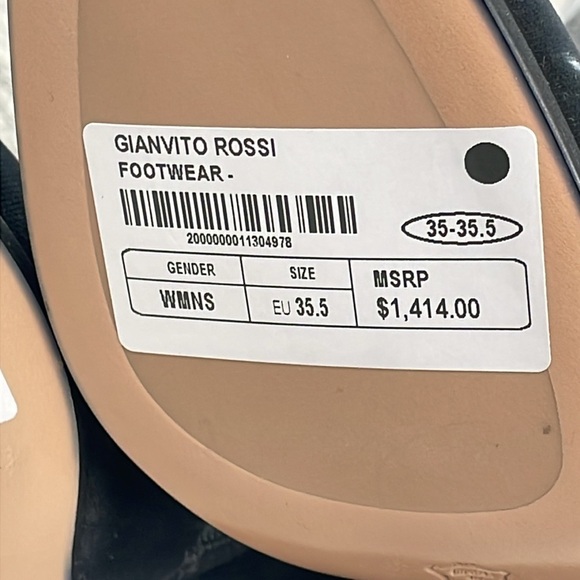 GIANVITO ROSSI
FOOTWEAR -
2000000011304978
35-35.5
GENDER SIZE MSRP
WMNS EU 35.5 $1,414.00